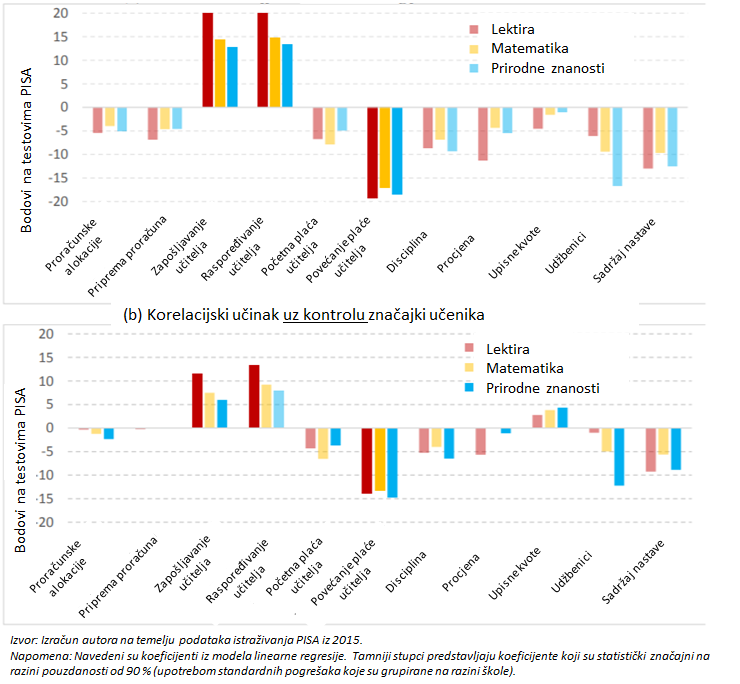 20
15
10
5
0
-5
-10
-15
-20
Bodovi na testovima PISA
Lektira
Matematika
Prirodne znanosti
Proračunske alokacije
Priprema proračuna
Zapošljavanje učitelja
Raspoređivanje učitelja
Početna plaća učitelja
Povećanje plaće učitelja
Disciplina
Procjena
Upisne kvote
Udžbenici
Sadržaj nastave
(b) Korelacijski učinak uz kontrolu značajki učenika
20
15
10
5
0
-5
-10
-15
-20
Bodovi na testovima PISA
Lektira
Matematika
Prirodne znanosti
Proračunske alokacije
Priprema proračuna
Zapošljavanje učitelja
Raspoređivanje učitelja
Početna plaća učitelja
Povećanje plaće učitelja
Disciplina
Procjena
Upisne kvote
Udžbenici
Sadržaj nastave
Izvor: Izračun autora na temelju podataka istraživanja PISA iz 2015.
Napomena: Navedeni su koeficijenti iz modela linearne regresije. Tamniji stupci predstavljaju koeficijente koji su statistički značajni na
razini pouzdanosti od 90 % (upotrebom standardnih pogrešaka koje su grupirane na razini škole).